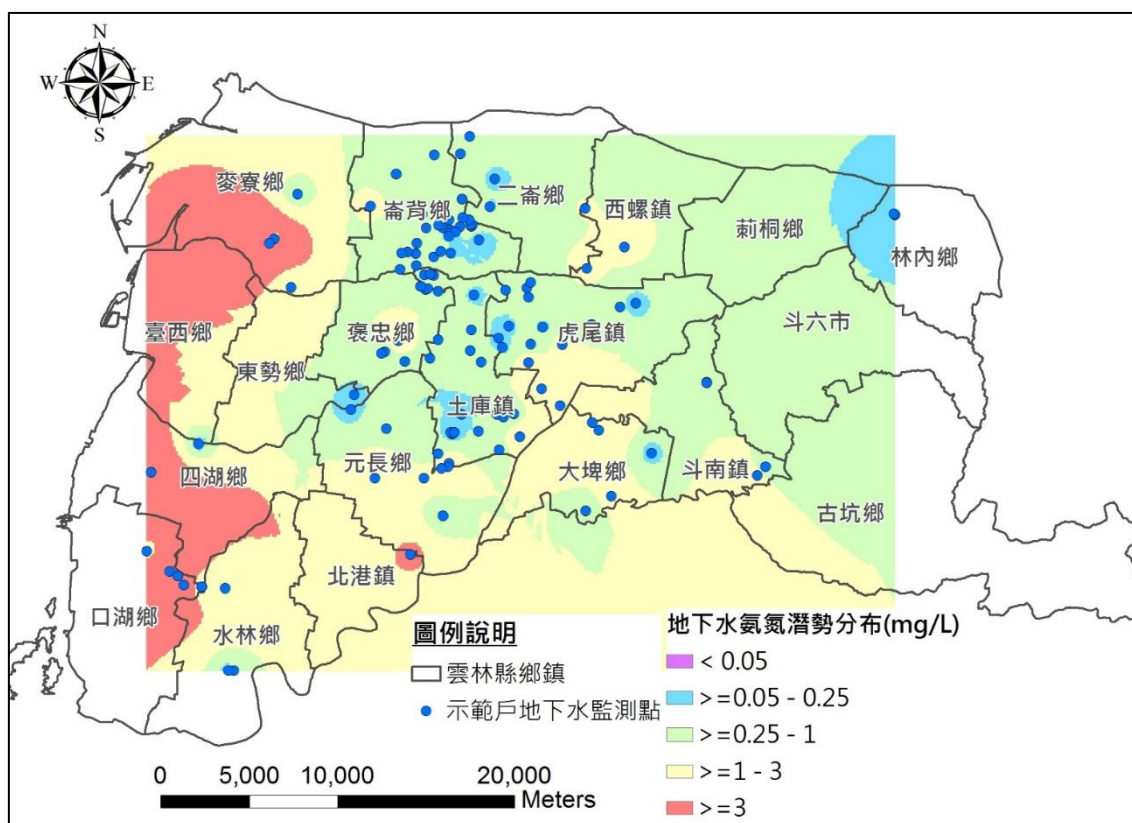 N
W E
S
麥寮鄉
崙背鄉
二崙鄉
西螺鎮
莿桐鄉
林內鄉
臺西鄉
東勢鄉
褒忠鄉
虎尾鎮
斗六市
土庫鎮
四湖鄉
元長鄉
大埤鄉
斗南鎮
古坑鄉
北港鎮
口湖鄉
水林鄉
圖例說明
雲林縣鄉鎮
示範戶地下水監測點
地下水氨氮潛勢分布(mg/L)
< 0.05
>=0.05 - 0.25
>=0.25 - 1
>=1 - 3
>=3
0 5,000 10,000 20,000
Meters